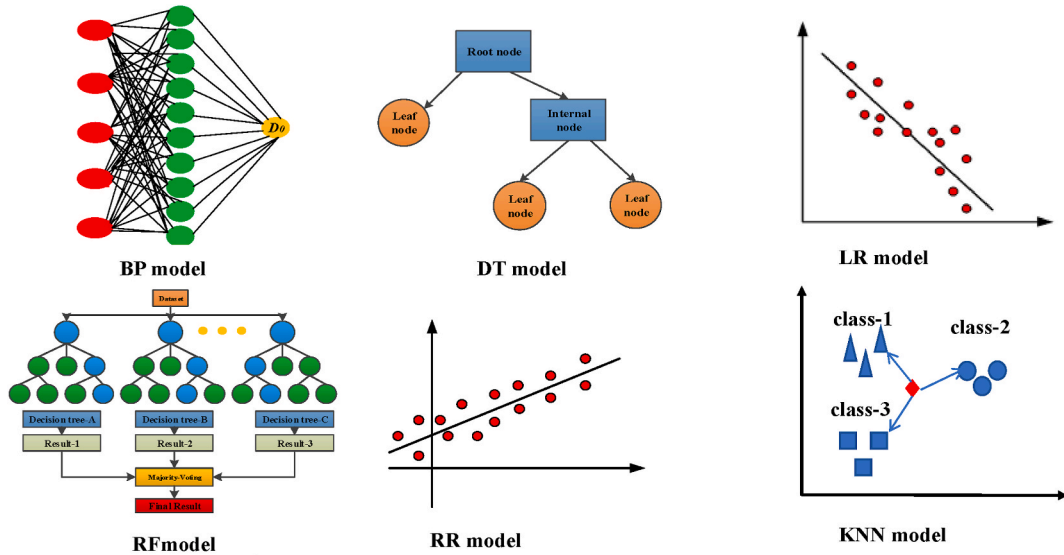 D0
BP model
Root node
Leaf
node
Internal
node
Leaf
node
Leaf
node
DT model
LR model
Dataset
Decision tree-A
Decision tree-B
Decision tree-C
Result-1
Result-2
Result-3
Majority-Voting
Final Result
RFmodel
RR model
class-1
class-2
class-3
KNN model